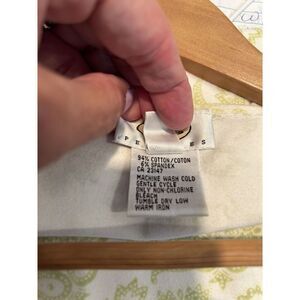 94% COTTON/COTON
6% SPANDEX
CA 23147
MACHINE WASH COLD
GENTLE CYCLE
ONLY NON-CHLORINE
BLEACH
TUMBLE DRY LOW
WARM IRON